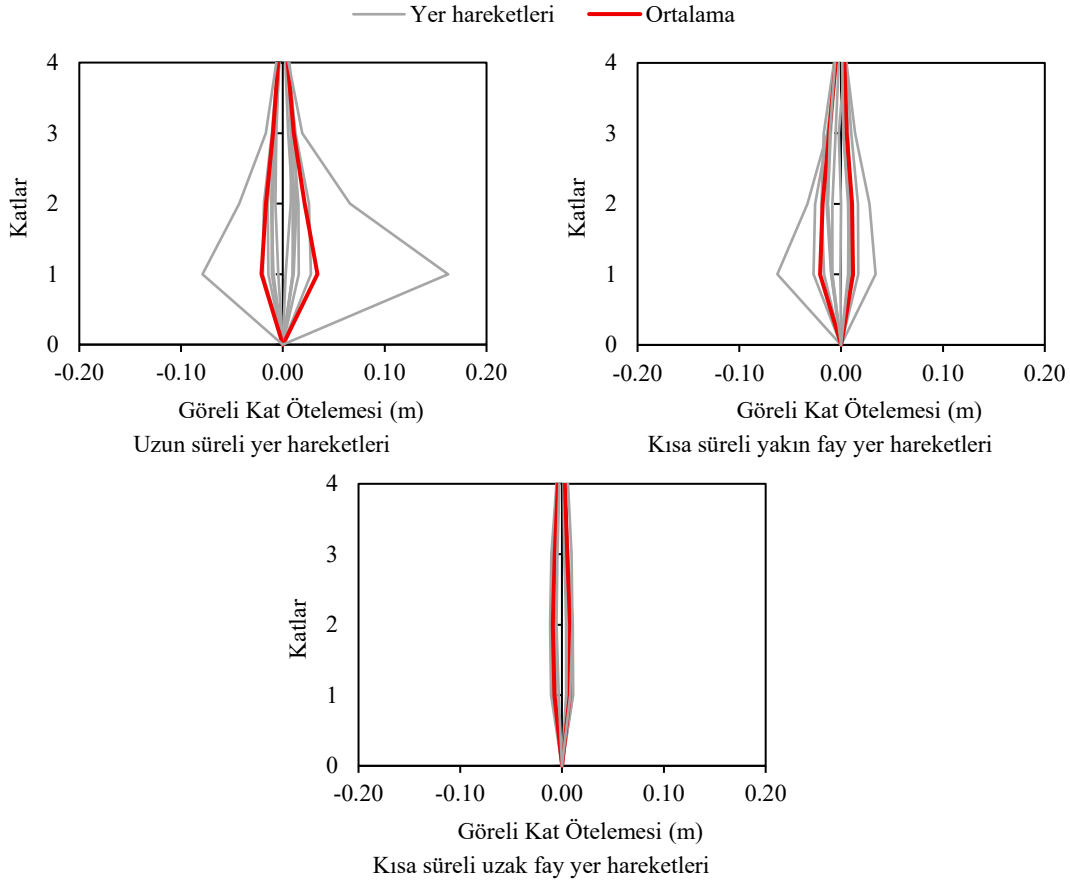 Yer hareketleri Ortalama
4
3
2
1
0
Katlar
-0.20 -0.10 0.00 0.10 0.20
Göreli Kat Ötelemesi (m)
Uzun süreli yer hareketleri
4
3
2
1
0
Katlar
-0.20 -0.10 0.00 0.10 0.20
Göreli Kat Ötelemesi (m)
Kısa süreli yakın fay yer hareketleri
4
3
2
1
0
Katlar
-0.20 -0.10 0.00 0.10 0.20
Göreli Kat Ötelemesi (m)
Kısa süreli uzak fay yer hareketleri